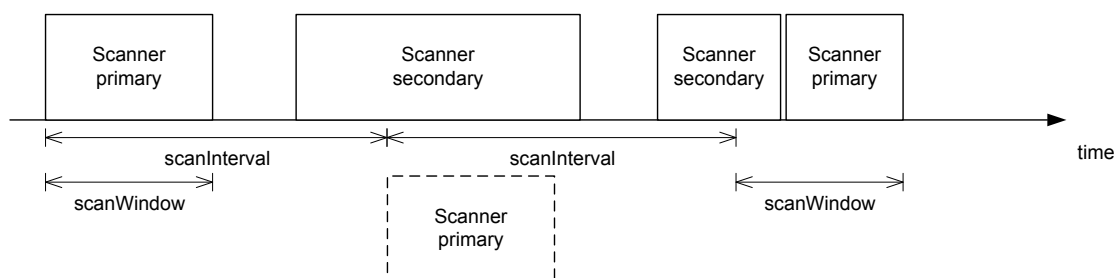 Scanner
primary
Scanner
secondary
Scanner
secondary
Scanner
primary
scanInterval
scanInterval
time
scanWindow
scanWindow
Scanner
primary